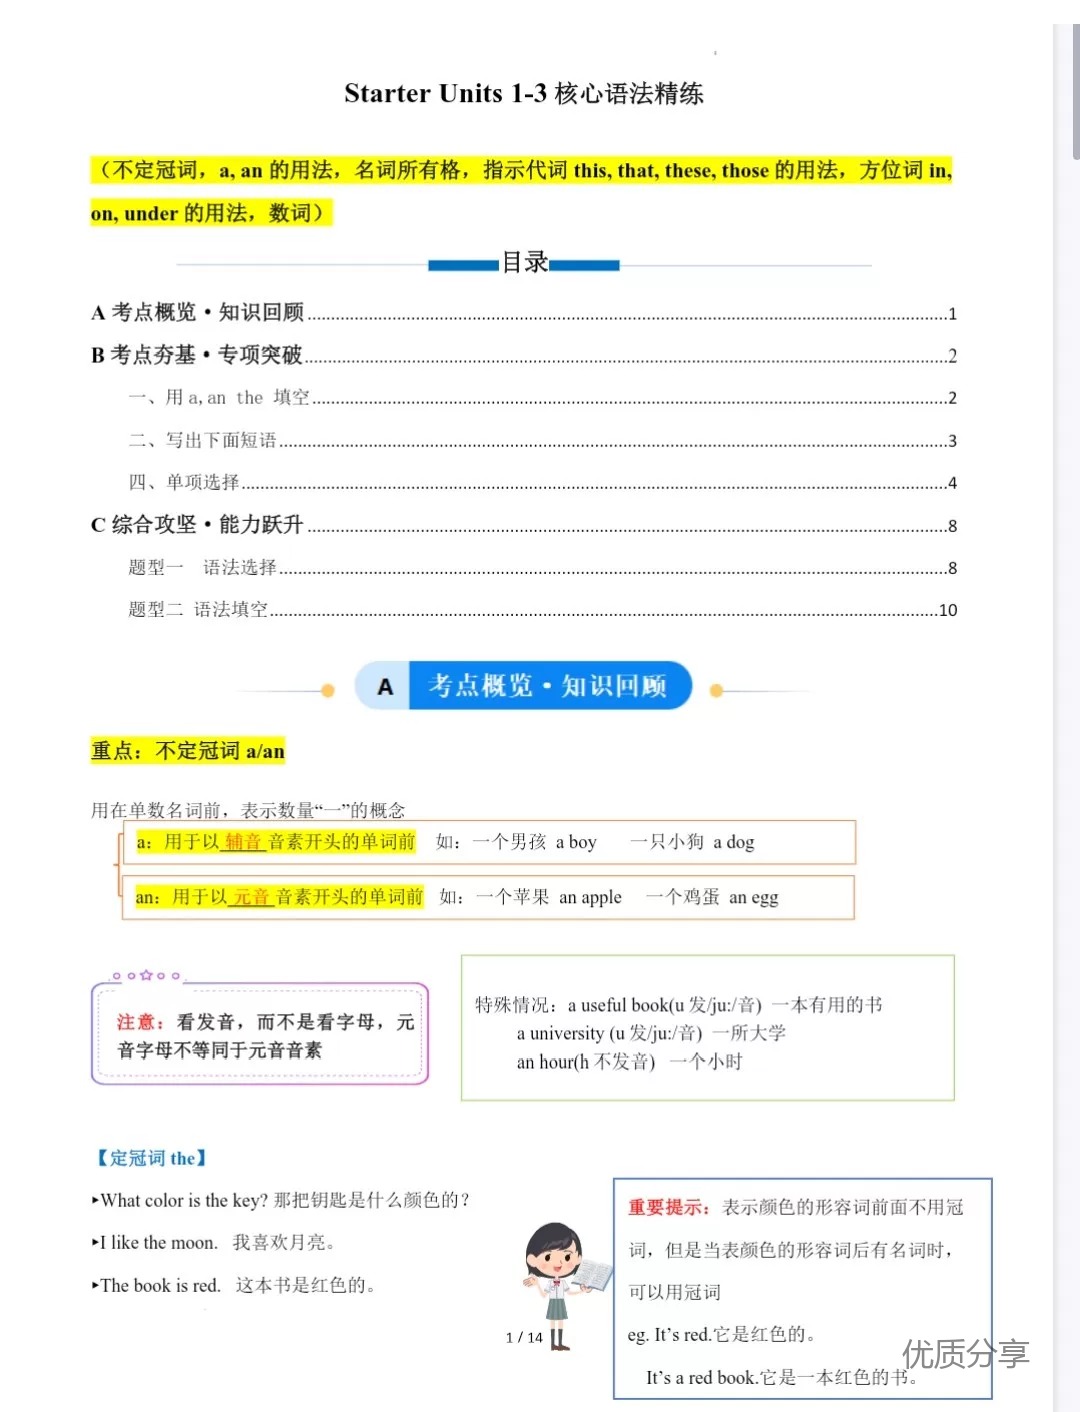 Starter Units 1-3 核心语法精练
（不定冠词，a, an 的用法，名词所有格，指示代词 this, that, these, those 的用法，方位词 in,
on, under 的用法，数词）
目录
A 考点概览·知识回顾........1
B 考点夯基·专项突破........2
一、用 a,an the 填空........2
二、写出下面短语........3
四、单项选择........4
C 综合攻坚·能力跃升........8
题型一 语法选择........8
题型二 语法填空........10
A 考点概览·知识回顾
重点：不定冠词 a/an
用在单数名词前，表示数量“一”的概念
a：用于以 辅音 音素开头的单词前 如：一个男孩 a boy 一只小狗 a dog
an：用于以 元音 音素开头的单词前 如：一个苹果 an apple 一个鸡蛋 an egg
注意：看发音，而不是看字母，元
音字母不等同于元音音素
特殊情况：a useful book(u 发/ju:/音) 一本有用的书
a university (u 发/ju:/音) 一所大学
an hour(h 不发音) 一个小时
【定冠词 the】
▸What color is the key? 那把钥匙是什么颜色的？
▸I like the moon. 我喜欢月亮。
▸The book is red. 这本书是红色的。
重要提示：表示颜色的形容词前面不用冠
词，但是当表颜色的形容词后有名词时，
可以用冠词
eg. It’s red.它是红色的。
It’s a red book.它是一本红色的书。
1 / 14
优质分享